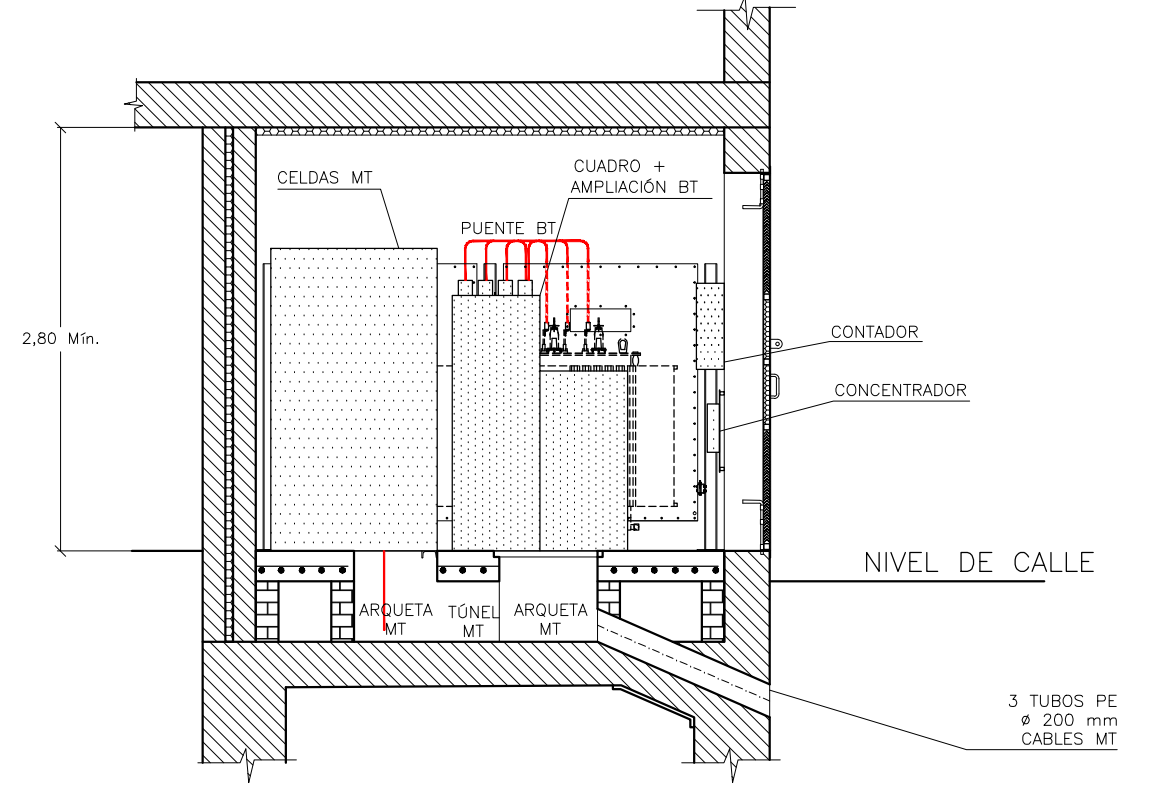 CELDAS MT
CUADRO +
AMPLIACIÓN BT
PUENTE BT
2,80 Mín.
CONTADOR
CONCENTRADOR
NIVEL DE CALLE
ARQUETA
MT
TÚNEL
MT
ARQUETA
MT
3 TUBOS PE
ø 200 mm
CABLES MT